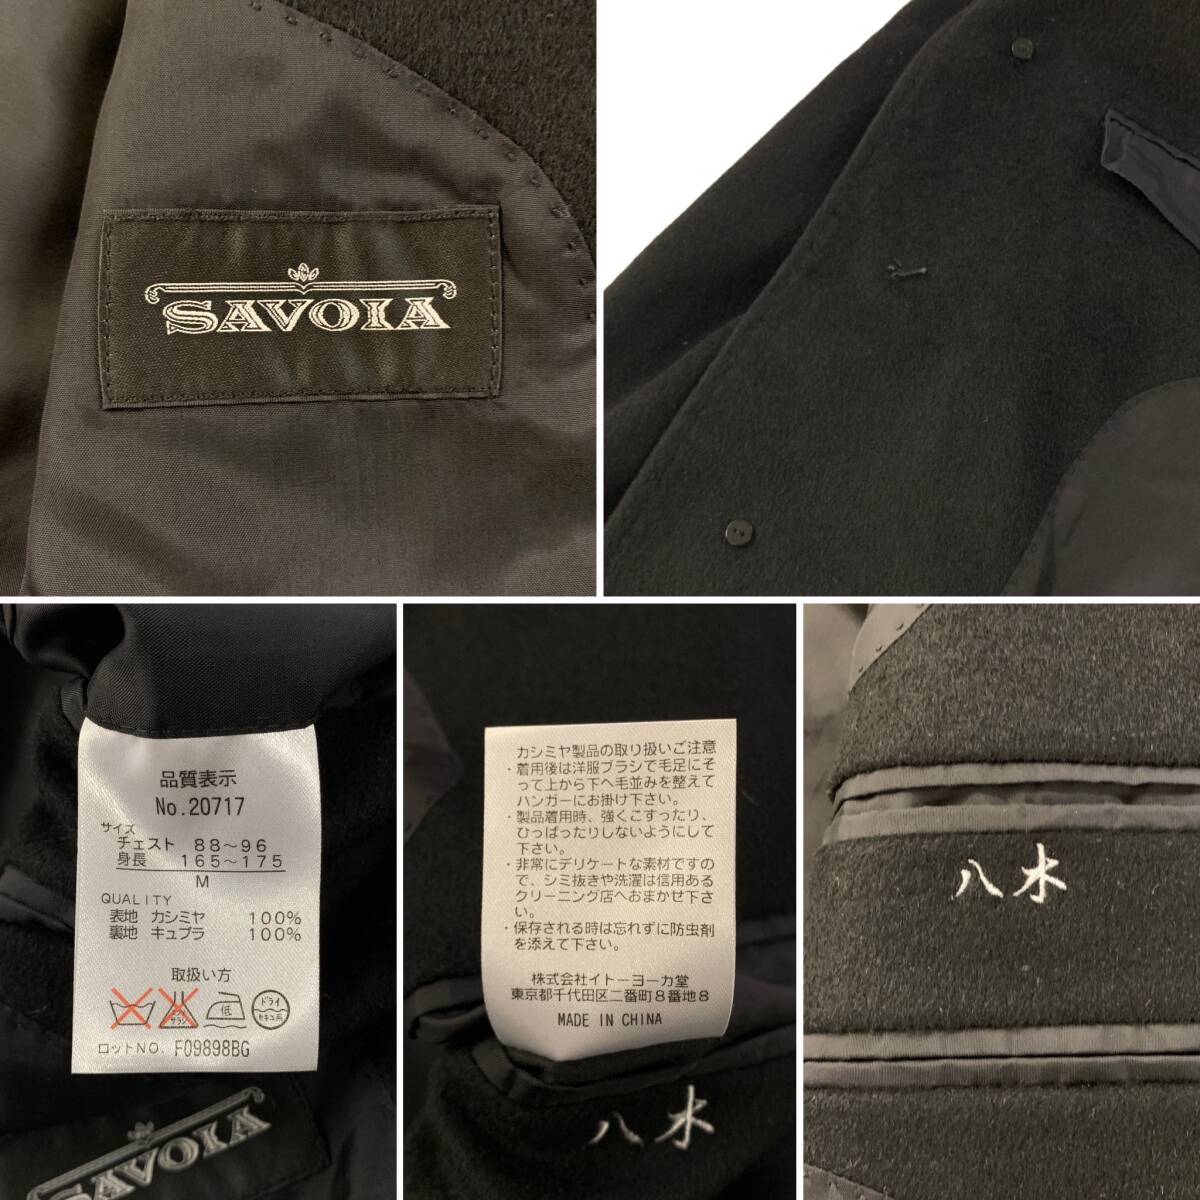 SAVOIA
品質表示
No.20717
サイズ
チェスト 88～96
身長 165～175
M
QUALITY
表地 カシミヤ 100%
裏地 キュプラ 100%
取扱い方
エンソ
サラシ
低
ドライ
セキユ系
ロットNO. F09898BG
SAVOIA
カシミヤ製品の取り扱いご注意
・着用後は洋服ブラシで毛足にそ
って上から下へ毛並みを整えて
ハンガーにお掛け下さい。
・製品着用時、強くこすったり、
ひっぱったりしないようにして
下さい。
・非常にデリケートな素材ですの
で、シミ抜きや洗濯は信用ある
クリーニング店へおまかせ下さ
い。
・保存される時は忘れずに防虫剤
を添えて下さい。
株式会社イトーヨーカ堂
東京都千代田区二番町8番地8
MADE IN CHINA
八木
八木